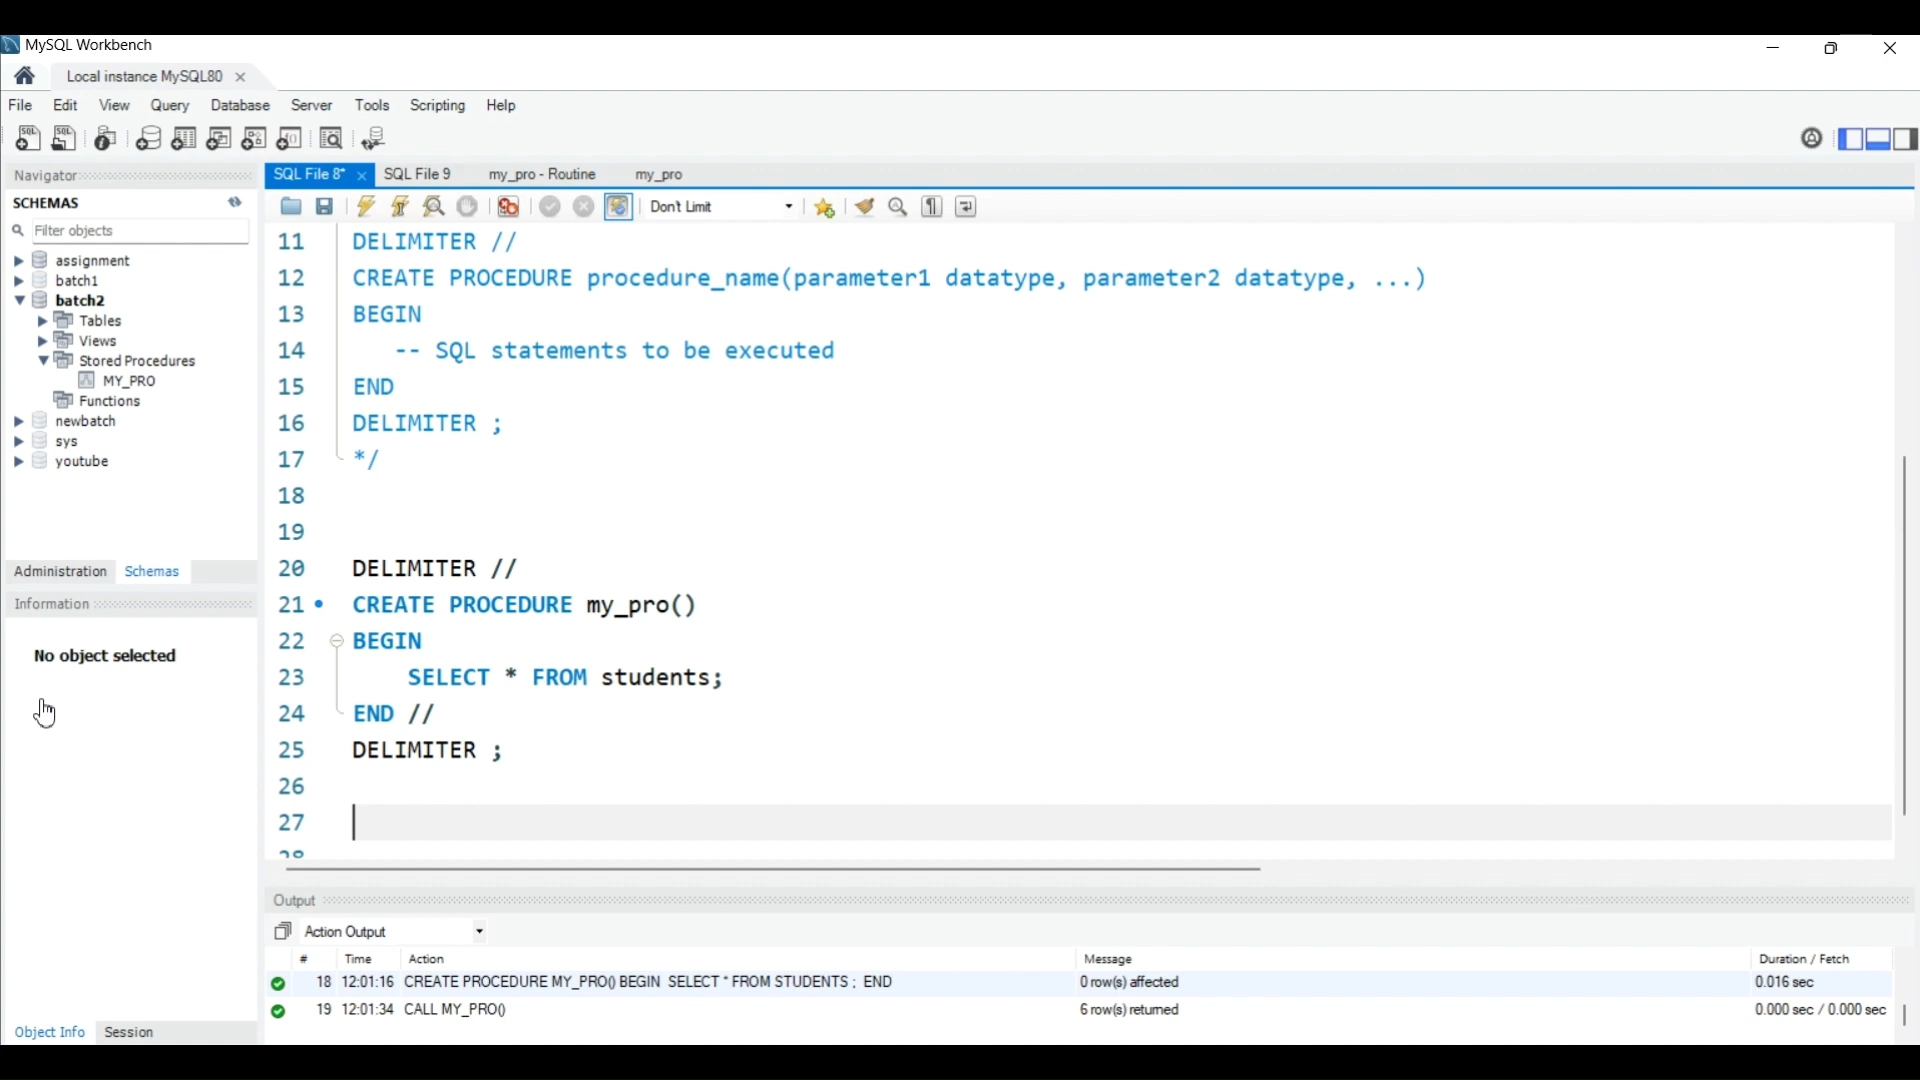 MySQL Workbench
Local instance MySQL80
File Edit View Query Database Server Tools Scripting Help
Navigator
SCHEMAS
Filter objects
assignment
batch1
batch2
Tables
Views
Stored Procedures
MY_PRO
Functions
newbatch
sys
youtube
Administration Schemas
Information
No object selected
Object Info Session
SQL File 8* SQL File 9 my_pro - Routine my_pro
Don't Limit
11 DELIMITER //
12 CREATE PROCEDURE procedure_name(parameter1 datatype, parameter2 datatype, ...)
13 BEGIN
14 -- SQL statements to be executed
15 END
16 DELIMITER ;
17 */
18
19
20 DELIMITER //
21 CREATE PROCEDURE my_pro()
22 BEGIN
23 SELECT * FROM students;
24 END //
25 DELIMITER ;
26
27
28
Output
Action Output
# Time Action Message Duration / Fetch
18 12:01:16 CREATE PROCEDURE MY_PRO() BEGIN SELECT * FROM STUDENTS ; END 0 row(s) affected 0.016 sec
19 12:01:34 CALL MY_PRO() 6 row(s) returned 0.000 sec / 0.000 sec